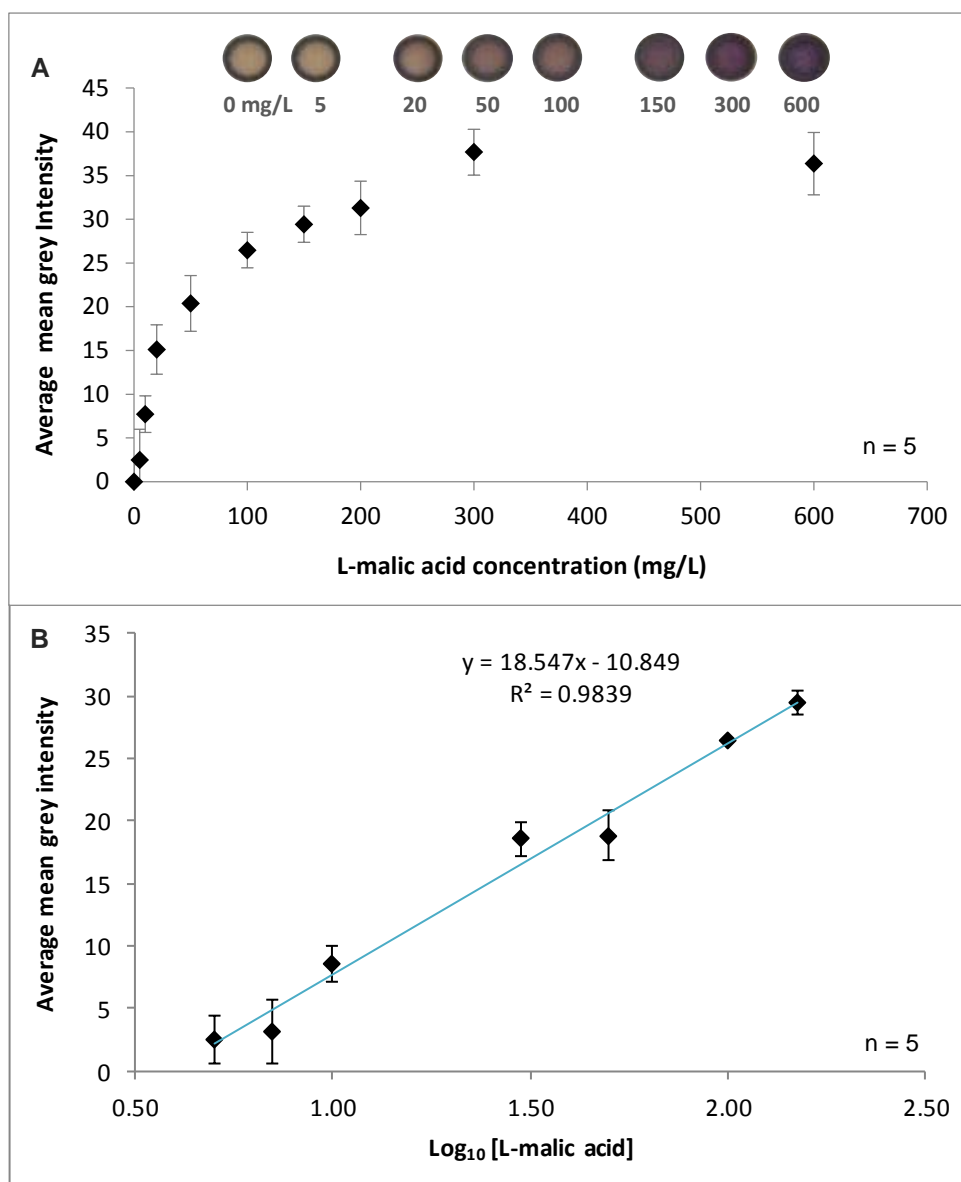 A
0 mg/L 5 20 50 100 150 300 600
45
40
35
30
25
20
15
10
5
0
Average mean grey Intensity
n = 5
0 100 200 300 400 500 600 700
L-malic acid concentration (mg/L)
B
35
30
25
20
15
10
5
0
Average mean grey intensity
y = 18.547x - 10.849
R² = 0.9839
n = 5
0.50 1.00 1.50 2.00 2.50
Log₁₀ [L-malic acid]